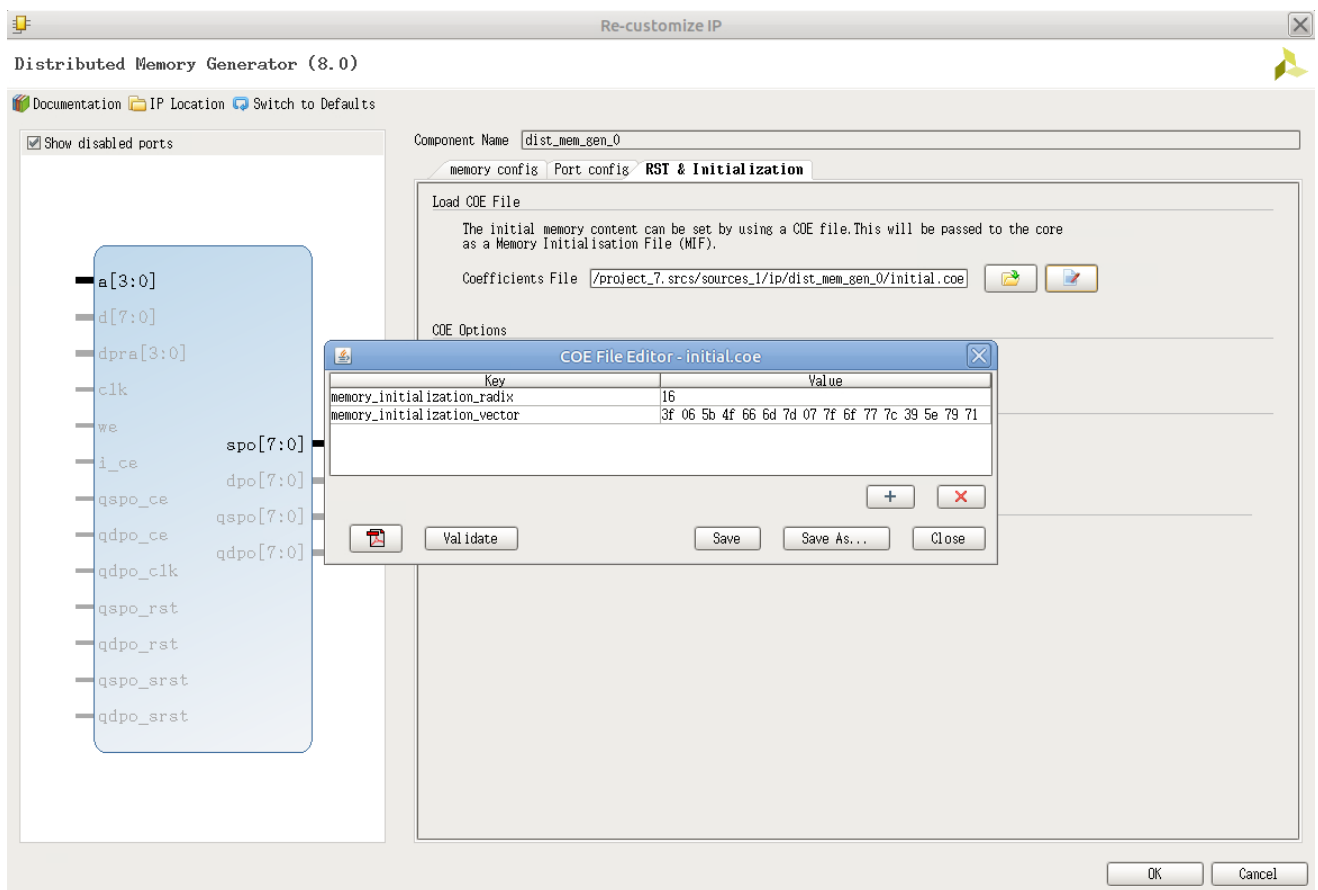 Re-customize IP
Distributed Memory Generator (8.0)
Documentation IP Location Switch to Defaults
Show disabled ports
a[3:0]
d[7:0]
dpra[3:0]
clk
we
i_ce
qspo_ce
qdpo_ce
qdpo_clk
qspo_rst
qdpo_rst
qspo_srst
qdpo_srst
spo[7:0]
dpo[7:0]
qspo[7:0]
qdpo[7:0]
Component Name dist_mem_gen_0
memory config Port config RST & Initialization
Load COE File
The initial memory content can be set by using a COE file.This will be passed to the core
as a Memory Initialisation File (MIF).
Coefficients File /project_7.srcs/sources_1/ip/dist_mem_gen_0/initial.coe
COE Options
COE File Editor - initial.coe
Key Value
memory_initialization_radix 16
memory_initialization_vector 3f 06 5b 4f 66 6d 7d 07 7f 6f 77 7c 39 5e 79 71
Validate Save Save As... Close
OK Cancel